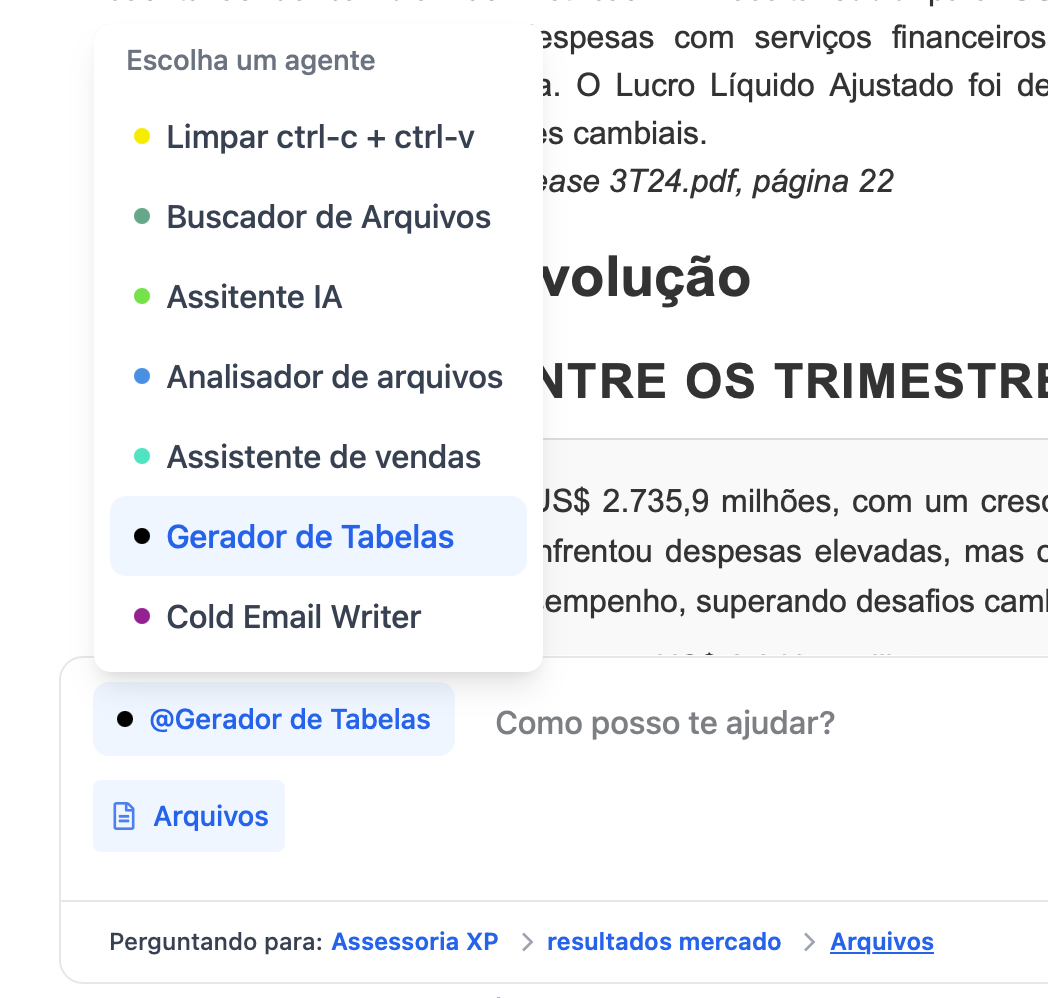 Escolha um agente
Limpar ctrl-c + ctrl-v
Buscador de Arquivos
Assitente IA
Analisador de arquivos
Assistente de vendas
Gerador de Tabelas
Cold Email Writer
espesas com serviços financeiros
a. O Lucro Líquido Ajustado foi de
es cambiais.
ease 3T24.pdf, página 22
volução
NTRE OS TRIMESTRE
US$ 2.735,9 milhões, com um cresc
nfrentou despesas elevadas, mas
empenho, superando desafios camb
@Gerador de Tabelas
Como posso te ajudar?
Arquivos
Perguntando para: Assessoria XP > resultados mercado > Arquivos